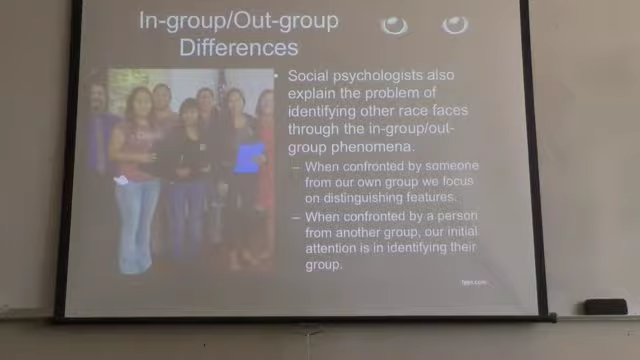 In-group/Out-group
Differences
• Social psychologists also
explain the problem of
identifying other race faces
through the in-group/out-
group phenomena.
– When confronted by someone
from our own group we focus
on distinguishing features.
– When confronted by a person
from another group, our initial
attention is in identifying their
group.